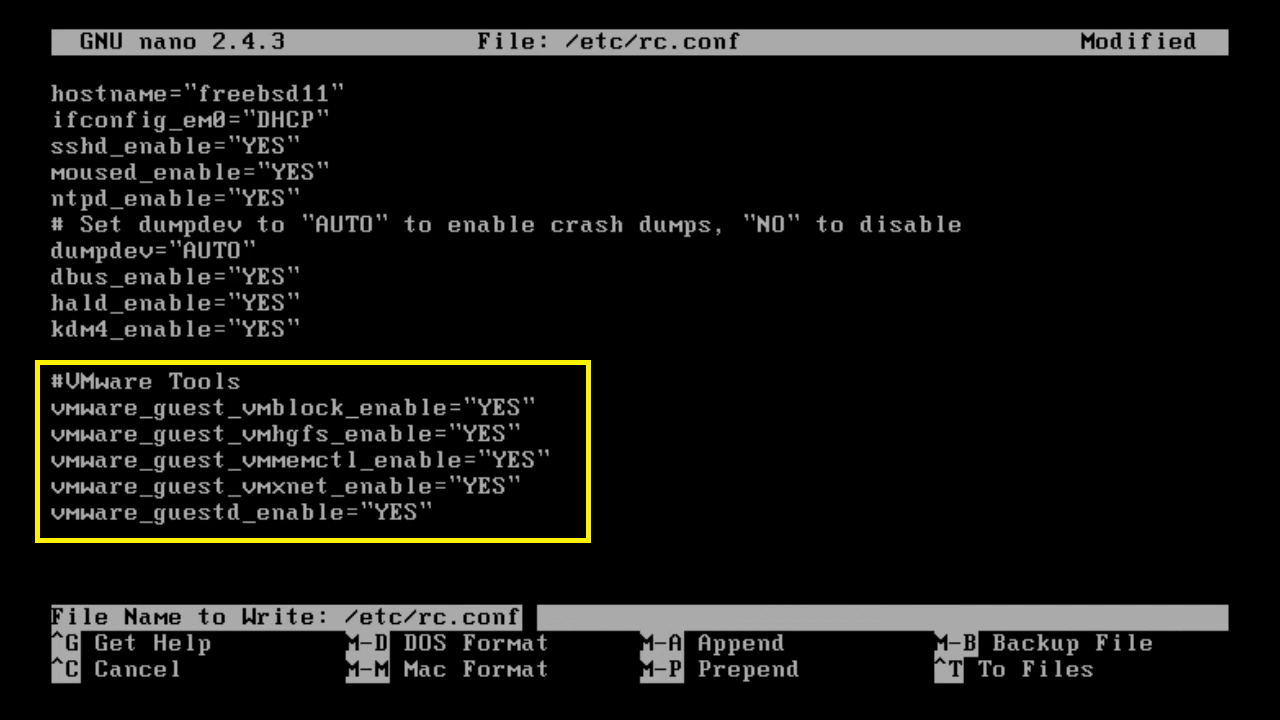 GNU nano 2.4.3 File: /etc/rc.conf Modified
hostname="freebsd11"
ifconfig_em0="DHCP"
sshd_enable="YES"
moused_enable="YES"
ntpd_enable="YES"
# Set dumpdev to "AUTO" to enable crash dumps, "NO" to disable
dumpdev="AUTO"
dbus_enable="YES"
hald_enable="YES"
kdm4_enable="YES"
#VMware Tools
vmware_guest_vmblock_enable="YES"
vmware_guest_vmhgfs_enable="YES"
vmware_guest_vmmemctl_enable="YES"
vmware_guest_vmxnet_enable="YES"
vmware_guestd_enable="YES"
File Name to Write: /etc/rc.conf
^G Get Help M-D DOS Format M-A Append M-B Backup File
^C Cancel M-M Mac Format M-P Prepend ^T To Files